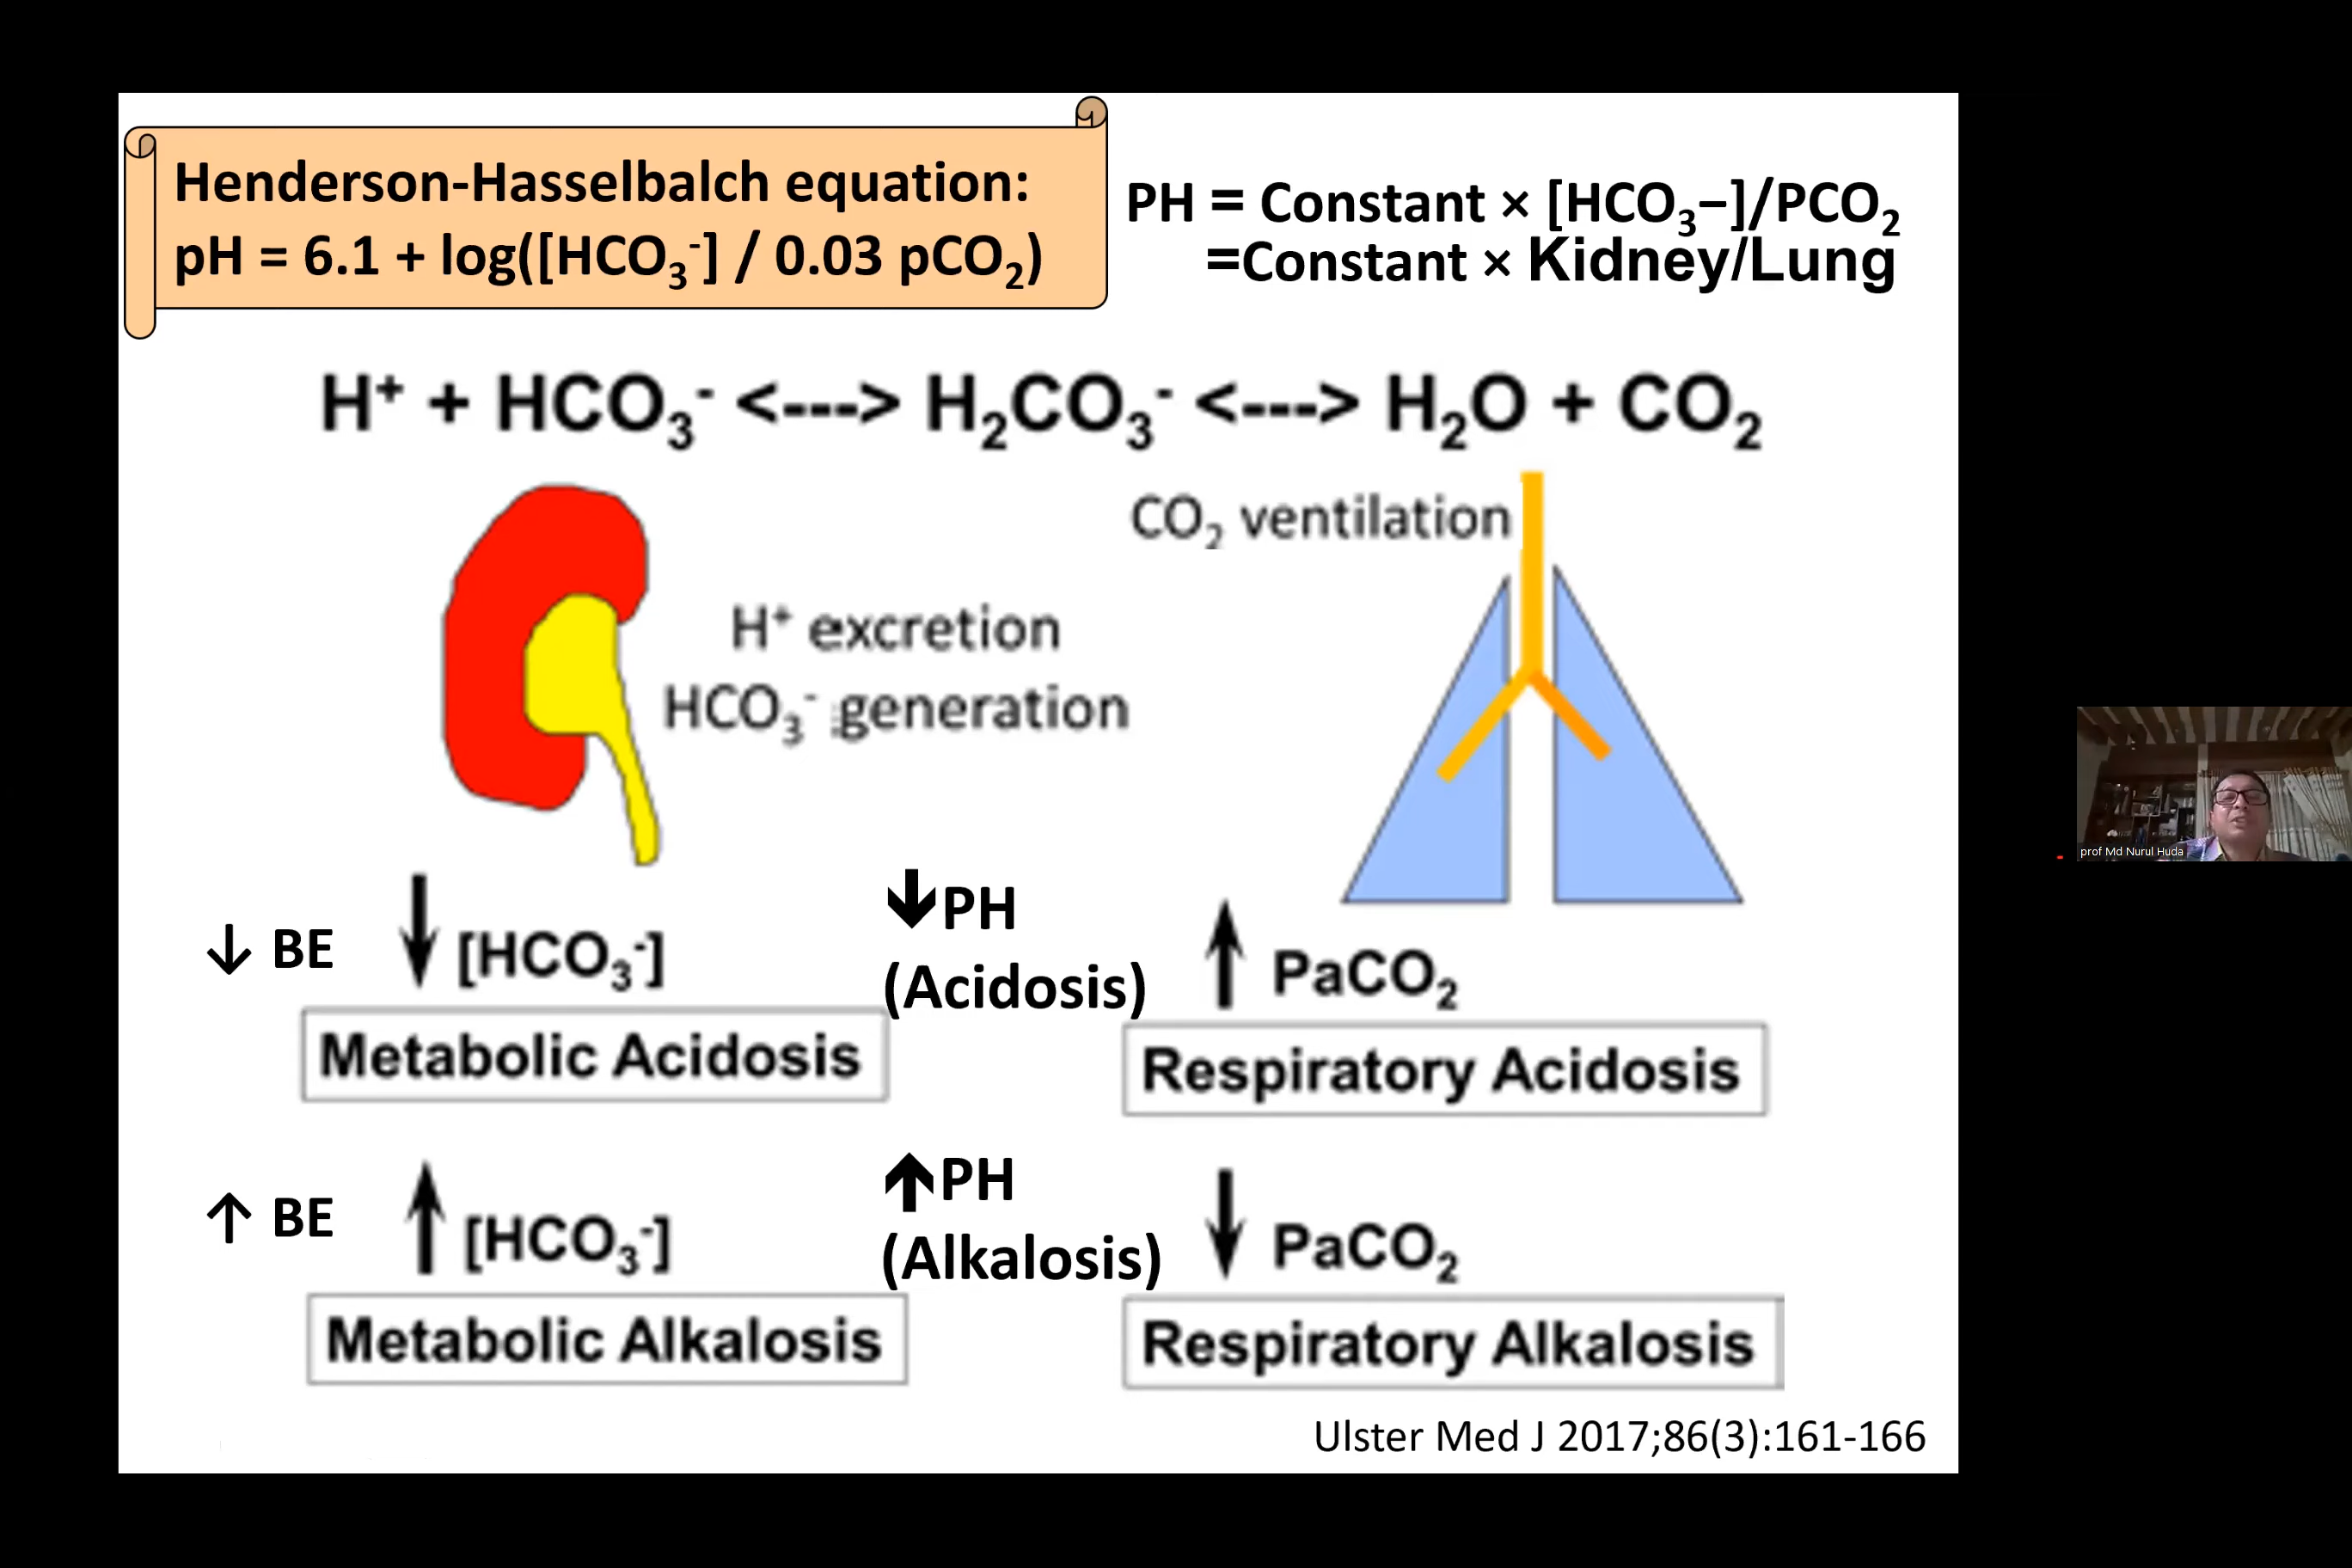 Henderson-Hasselbalch equation:
pH = 6.1 + log([HCO₃⁻] / 0.03 pCO₂)
PH = Constant × [HCO₃–]/PCO₂
=Constant × Kidney/Lung
H⁺ + HCO₃⁻ <---> H₂CO₃⁻ <---> H₂O + CO₂
CO₂ ventilation
H⁺ excretion
HCO₃⁻ generation
↓ BE
↓ [HCO₃⁻]
Metabolic Acidosis
↓PH
(Acidosis)
↑ PaCO₂
Respiratory Acidosis
↑ BE
↑ [HCO₃⁻]
Metabolic Alkalosis
↑PH
(Alkalosis)
↓ PaCO₂
Respiratory Alkalosis
Ulster Med J 2017;86(3):161-166
prof Md Nurul Huda